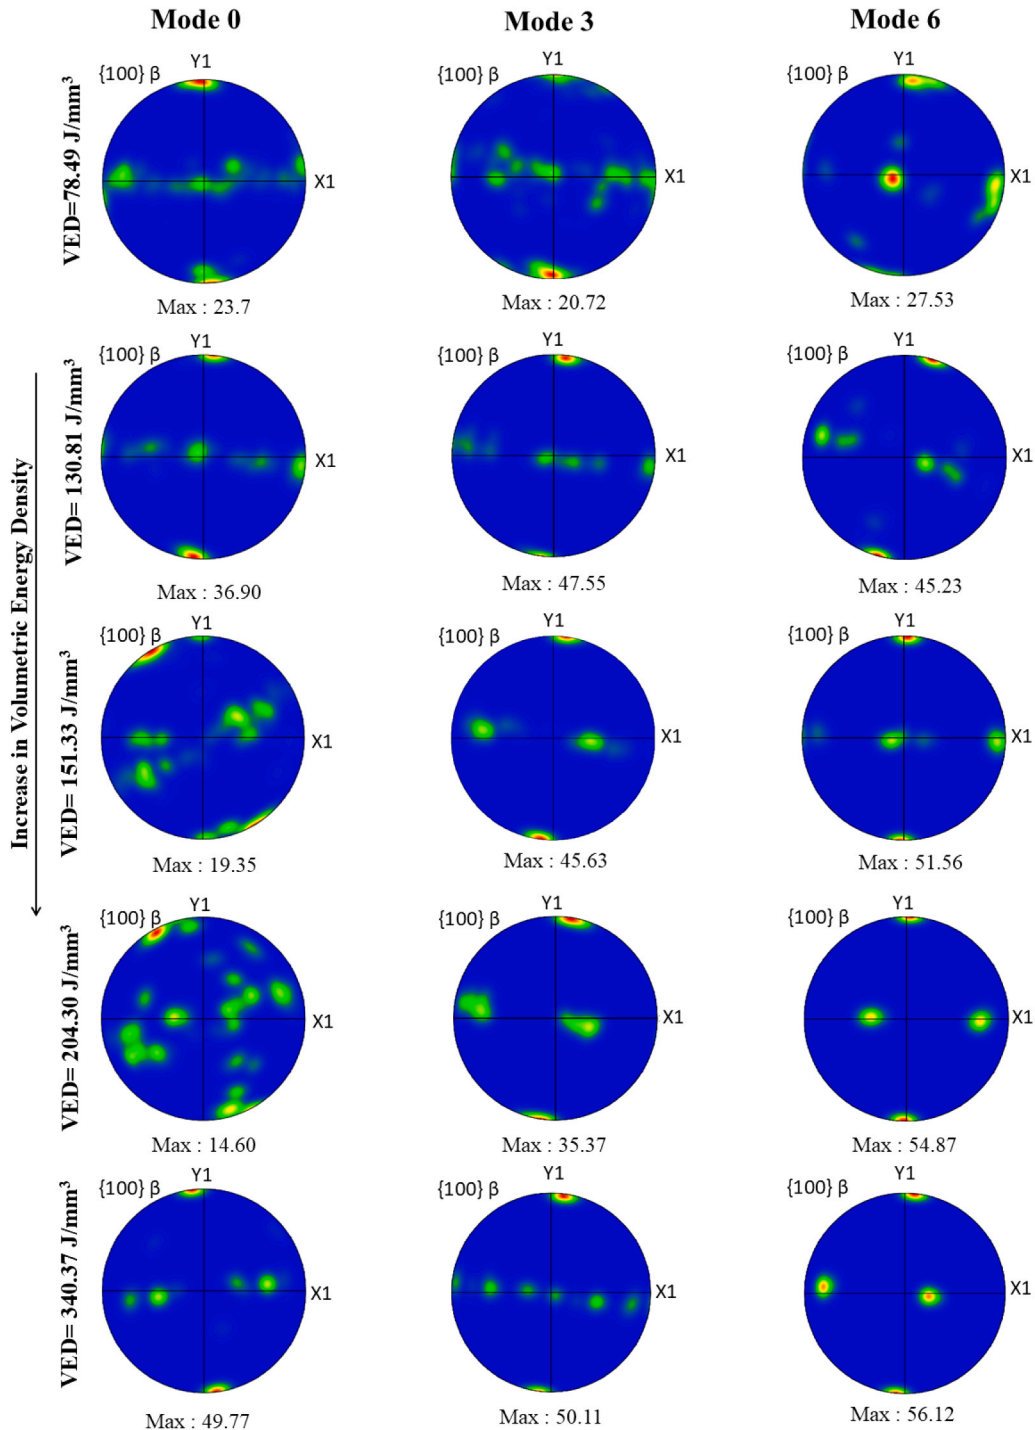 Mode 0 Mode 3 Mode 6
VED=78.49 J/mm³
{100} β Y1 X1 {100} β Y1 X1 {100} β Y1 X1
Max : 23.7 Max : 20.72 Max : 27.53
Increase in Volumetric Energy Density
VED= 130.81 J/mm³
{100} β Y1 X1 {100} β Y1 X1 {100} β Y1 X1
Max : 36.90 Max : 47.55 Max : 45.23
VED= 151.33 J/mm³
{100} β Y1 X1 {100} β Y1 X1 {100} β Y1 X1
Max : 19.35 Max : 45.63 Max : 51.56
VED= 204.30 J/mm³
{100} β Y1 X1 {100} β Y1 X1 {100} β Y1 X1
Max : 14.60 Max : 35.37 Max : 54.87
VED= 340.37 J/mm³
{100} β Y1 X1 {100} β Y1 X1 {100} β Y1 X1
Max : 49.77 Max : 50.11 Max : 56.12